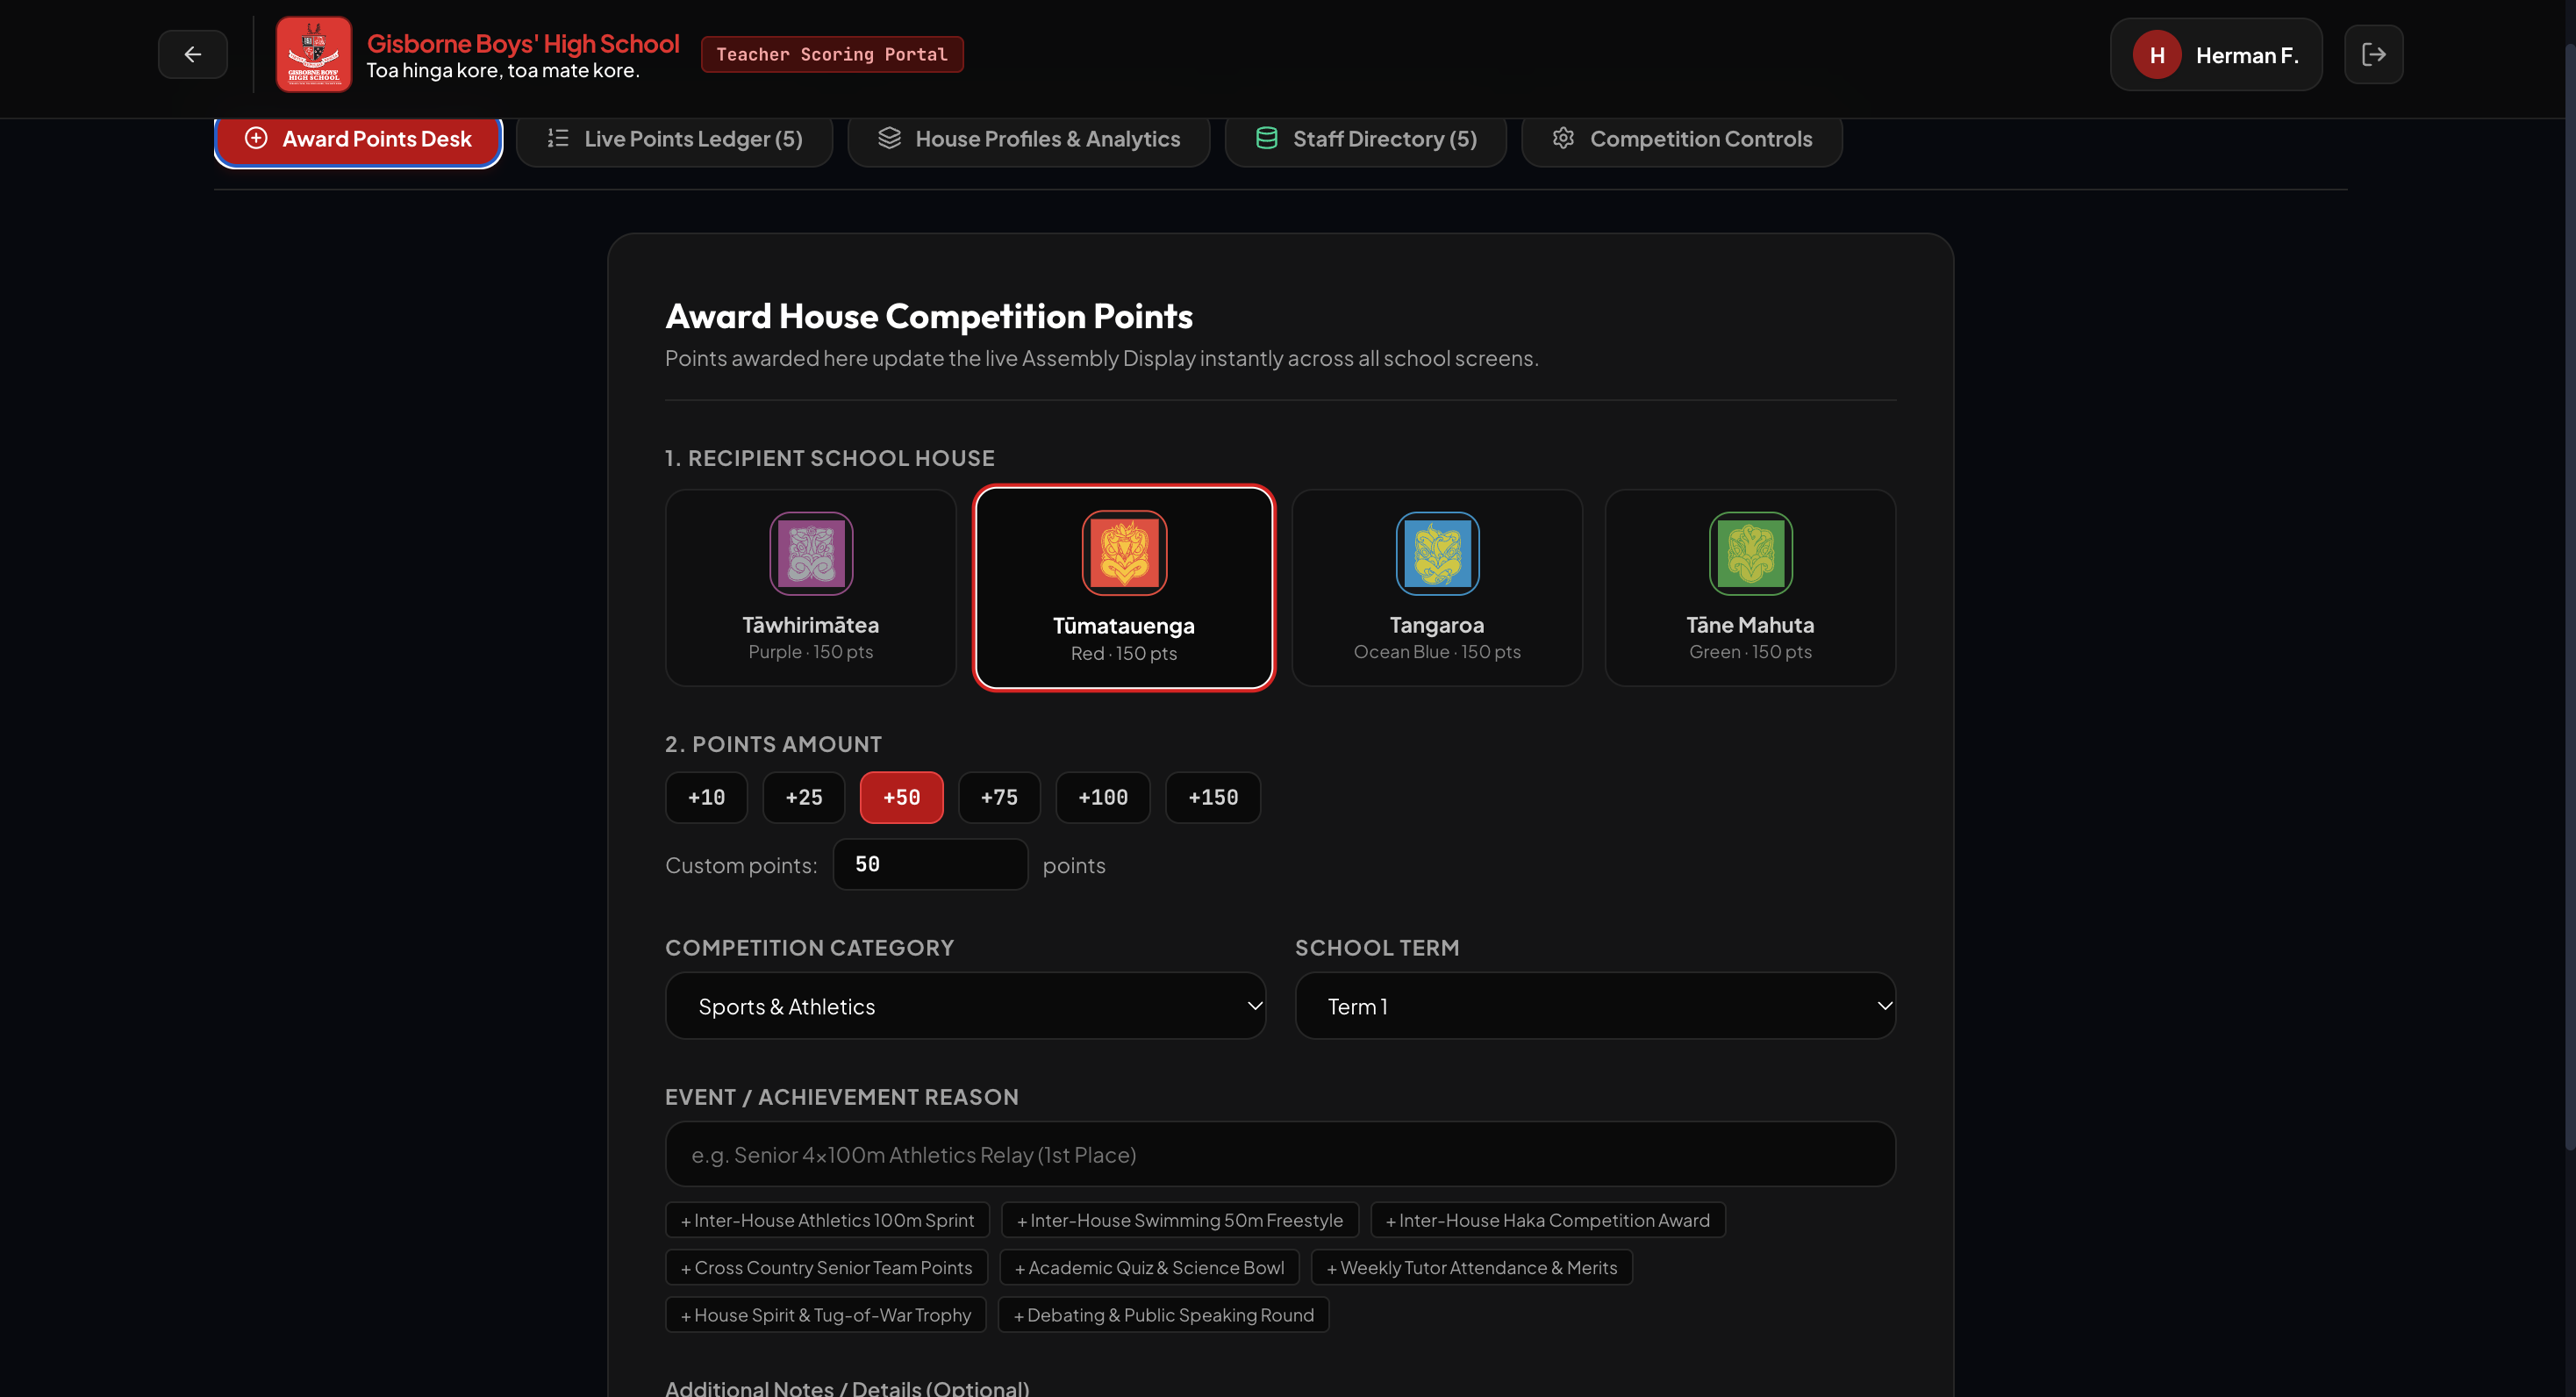 Gisborne Boys' High School
Toa hinga kore, toa mate kore.
GISBORNE BOYS'
HIGH SCHOOL
Teacher Scoring Portal
H
Herman F.
Award Points Desk
Live Points Ledger (5)
House Profiles & Analytics
Staff Directory (5)
Competition Controls
Award House Competition Points
Points awarded here update the live Assembly Display instantly across all school screens.
1. RECIPIENT SCHOOL HOUSE
Tāwhirimātea
Purple · 150 pts
Tūmatauenga
Red · 150 pts
Tangaroa
Ocean Blue · 150 pts
Tāne Mahuta
Green · 150 pts
2. POINTS AMOUNT
+10
+25
+50
+75
+100
+150
Custom points:
50
points
COMPETITION CATEGORY
Sports & Athletics
SCHOOL TERM
Term 1
EVENT / ACHIEVEMENT REASON
e.g. Senior 4×100m Athletics Relay (1st Place)
+ Inter-House Athletics 100m Sprint
+ Inter-House Swimming 50m Freestyle
+ Inter-House Haka Competition Award
+ Cross Country Senior Team Points
+ Academic Quiz & Science Bowl
+ Weekly Tutor Attendance & Merits
+ House Spirit & Tug-of-War Trophy
+ Debating & Public Speaking Round
Additional Notes / Details (Optional)